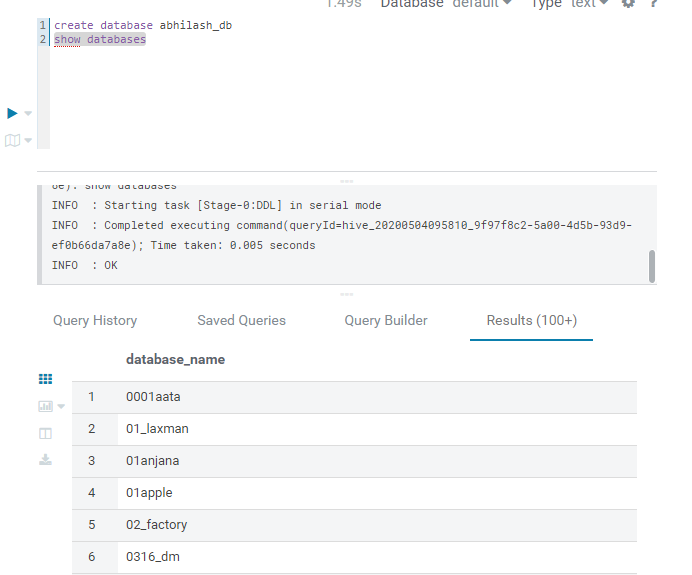 1.49s Database default Type text ?
1 create database abhilash_db
2 show databases
6e): show databases
INFO : Starting task [Stage-0:DDL] in serial mode
INFO : Completed executing command(queryId=hive_20200504095810_9f97f8c2-5a00-4d5b-93d9-
ef0b66da7a8e); Time taken: 0.005 seconds
INFO : OK
Query History Saved Queries Query Builder Results (100+)
database_name
1 0001aata
2 01_laxman
3 01anjana
4 01apple
5 02_factory
6 0316_dm